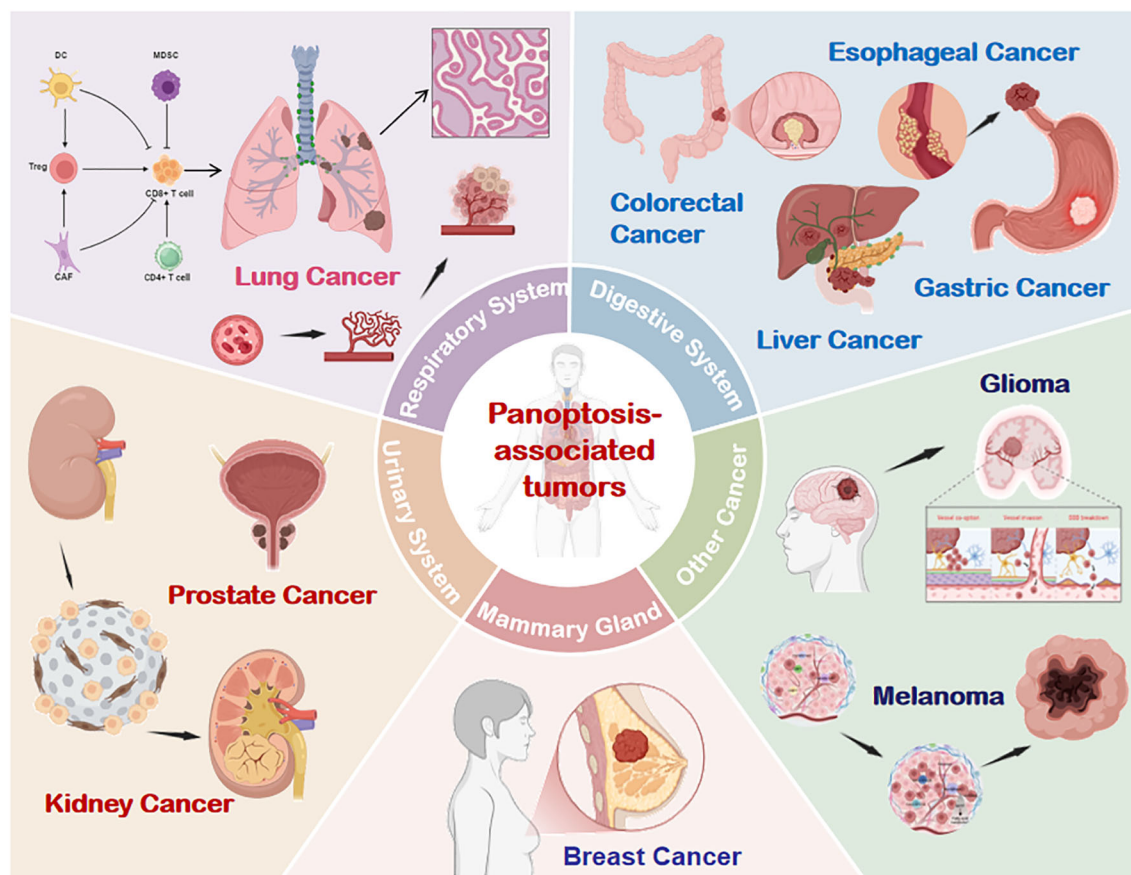 DC
MDSC
Treg
CD8+ T cell
CAF
CD4+ T cell
Lung Cancer
Esophageal Cancer
Colorectal
Cancer
Gastric Cancer
Liver Cancer
Respiratory System
Digestive System
Urinary System
Mammary Gland
Other Cancer
Panoptosis-
associated
tumors
Glioma
Vessel co-option
Vessel invasion
BBB breakdown
Prostate Cancer
Kidney Cancer
Melanoma
Breast Cancer